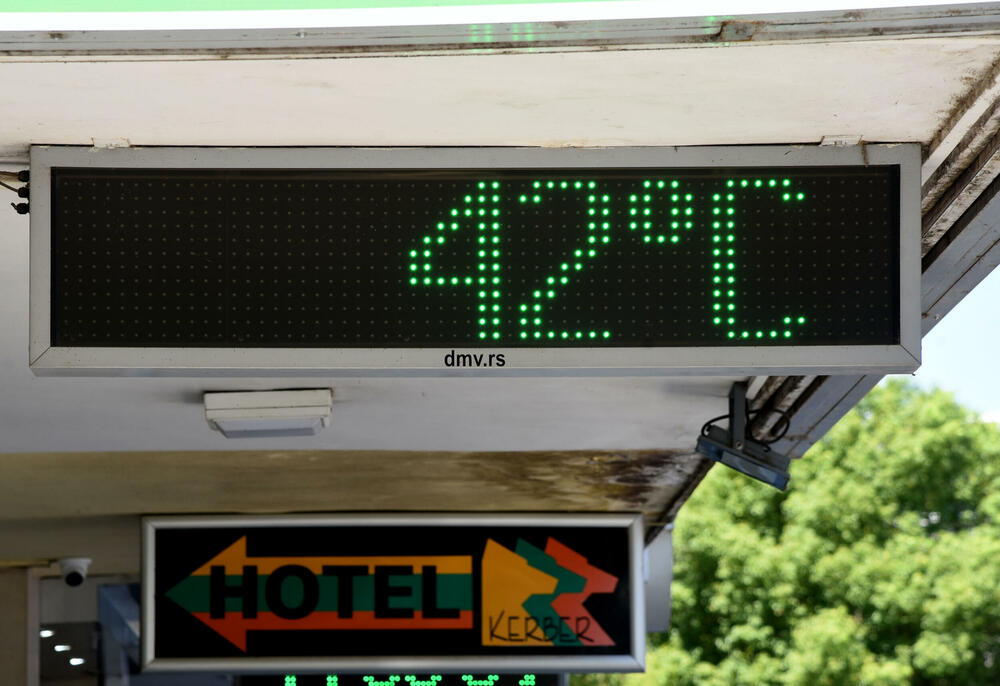 42°C
dmv.rs
HOTEL
KERBER